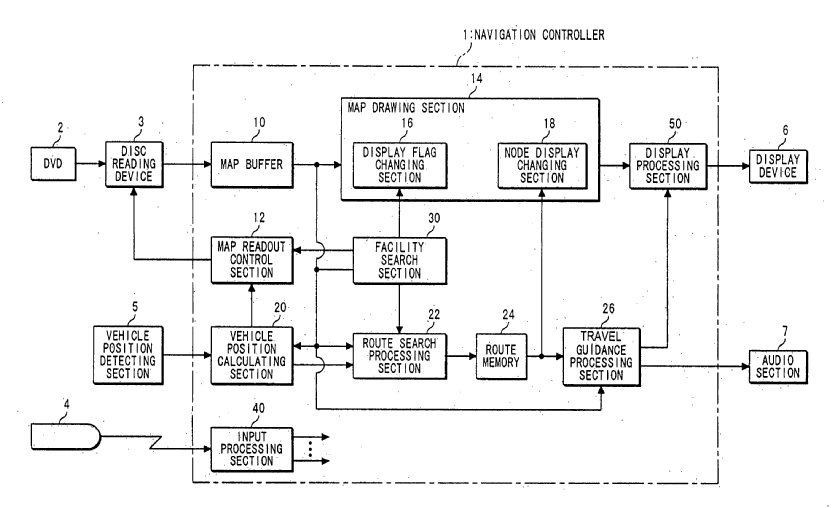 1:NAVIGATION CONTROLLER
14
MAP DRAWING SECTION
2
DVD
3
DISC
READING
DEVICE
10
MAP BUFFER
16
DISPLAY FLAG
CHANGING
SECTION
18
NODE DISPLAY
CHANGING
SECTION
50
DISPLAY
PROCESSING
SECTION
6
DISPLAY
DEVICE
12
MAP READOUT
CONTROL
SECTION
30
FACILITY
SEARCH
SECTION
5
VEHICLE
POSITION
DETECTING
SECTION
20
VEHICLE
POSITION
CALCULATING
SECTION
22
ROUTE SEARCH
PROCESSING
SECTION
24
ROUTE
MEMORY
26
TRAVEL
GUIDANCE
PROCESSING
SECTION
7
AUDIO
SECTION
4
40
INPUT
PROCESSING
SECTION